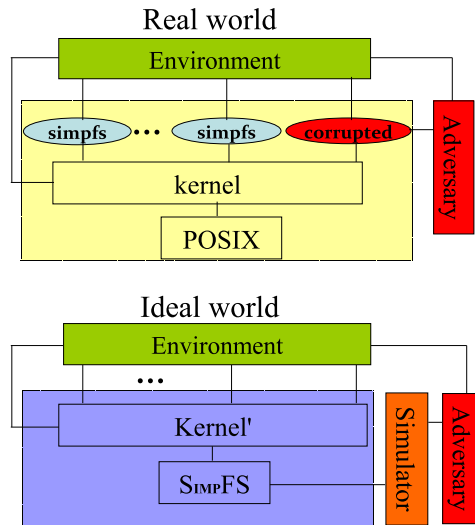 Real world
Environment
simpfs ... simpfs corrupted
Adversary
kernel
POSIX
Ideal world
Environment
...
Kernel'
SIMPFS
Simulator
Adversary